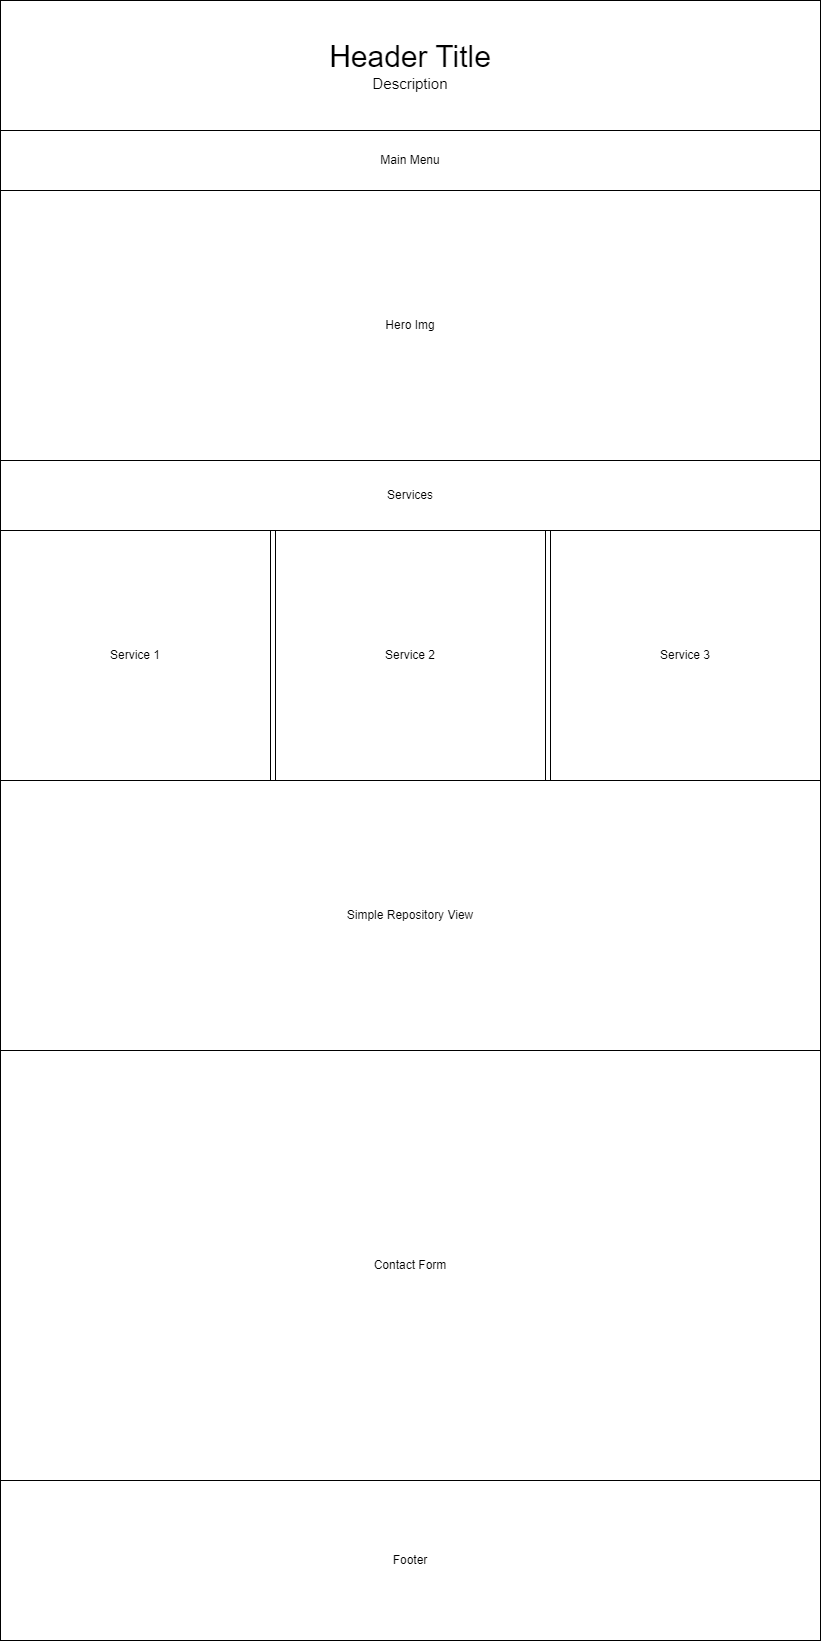 Header Title
Description
Main Menu
Hero Img
Services
Service 1
Service 2
Service 3
Simple Repository View
Contact Form
Footer